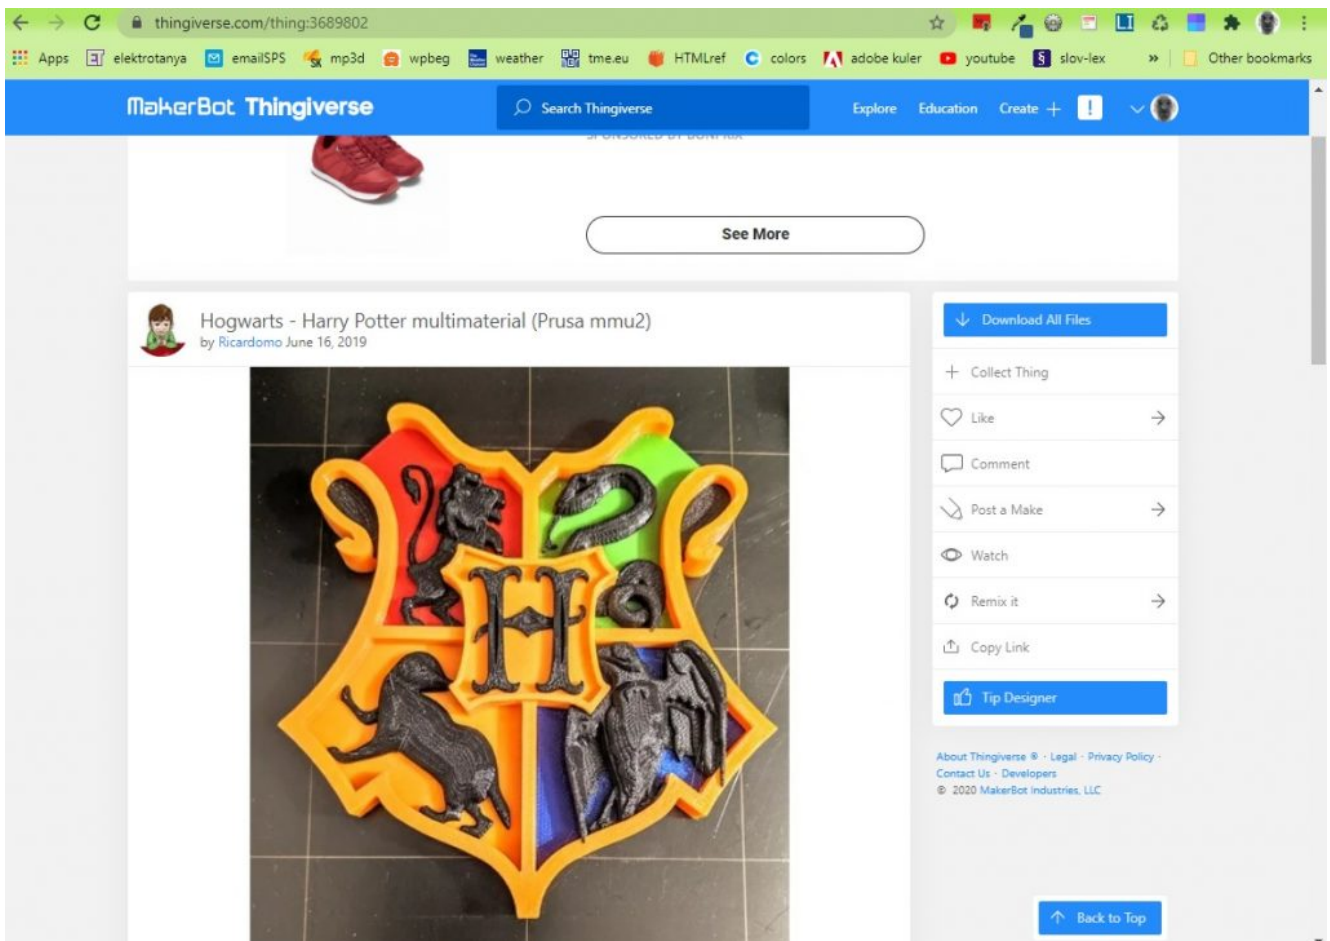 thingiverse.com/thing:3689802
Apps elektrotanya emailSPS mp3d wpbeg weather tme.eu HTMLref colors adobe kuler youtube slov-lex » Other bookmarks
MakerBot Thingiverse Search Thingiverse Explore Education Create + !
SPONSORED BY BONPRIX
See More
Hogwarts - Harry Potter multimaterial (Prusa mmu2)
by Ricardomo June 16, 2019
H
Download All Files
Collect Thing
Like
Comment
Post a Make
Watch
Remix it
Copy Link
Tip Designer
About Thingiverse ® · Legal · Privacy Policy ·
Contact Us · Developers
© 2020 MakerBot Industries, LLC
Back to Top